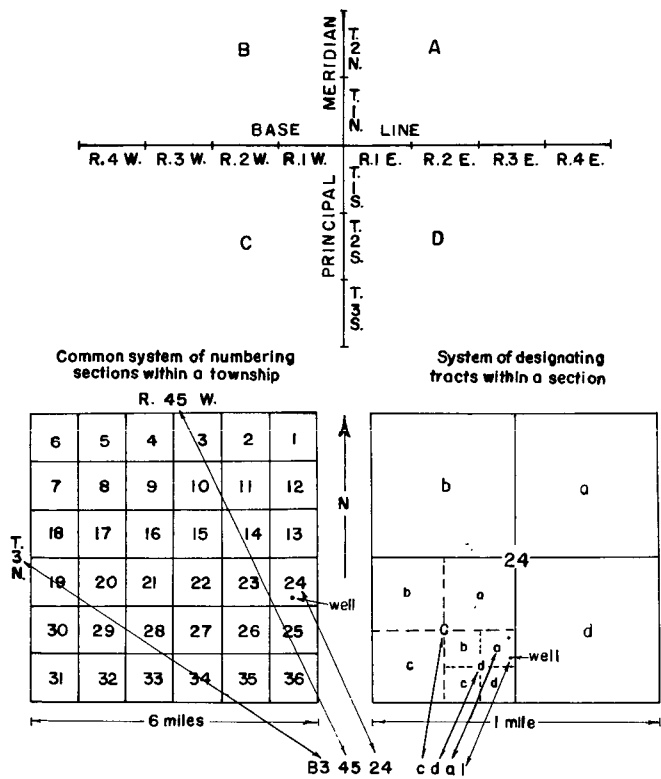 B
A
MERIDIAN
T. 2 N.
T. 1 N.
BASE LINE
R. 4 W. R. 3 W. R. 2 W. R. 1 W. R. 1 E. R. 2 E. R. 3 E. R. 4 E.
PRINCIPAL
T. 1 S.
T. 2 S.
T. 3 S.
C
D
Common system of numbering
sections within a township
R. 45 W.
6 5 4 3 2 1
7 8 9 10 11 12
18 17 16 15 14 13
19 20 21 22 23 24
30 29 28 27 26 25
31 32 33 34 35 36
T. 3 N.
well
6 miles
N
System of designating
tracts within a section
b a
24
b a
C
d
b a
well
c
d
c d
1 mile
B3 45 24 c d a 1